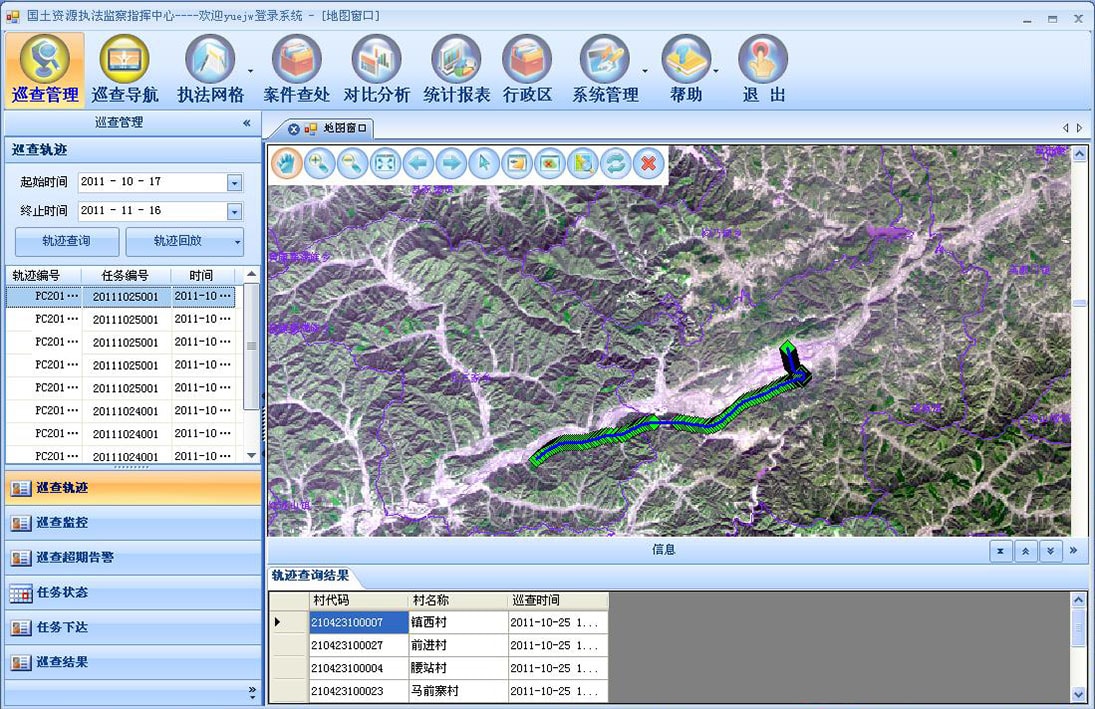 国土资源执法监察指挥中心----欢迎yuejw登录系统 - [地图窗口]
巡查管理 巡查导航 执法网格 案件查处 对比分析 统计报表 行政区 系统管理 帮助 退 出
巡查管理 «
地图窗口
巡查轨迹
起始时间 2011 - 10 - 17
终止时间 2011 - 11 - 16
轨迹查询 轨迹回放
轨迹编号 任务编号 时间
PC201··· 20111025001 2011-10···
PC201··· 20111025001 2011-10···
PC201··· 20111025001 2011-10···
PC201··· 20111025001 2011-10···
PC201··· 20111025001 2011-10···
PC201··· 20111024001 2011-10···
PC201··· 20111024001 2011-10···
PC201··· 20111024001 2011-10···
巡查轨迹
巡查监控
巡查超期告警
任务状态
任务下达
巡查结果
信息
轨迹查询结果
村代码 村名称 巡查时间
210423100007 镇西村 2011-10-25 1...
210423100027 前进村 2011-10-25 1...
210423100004 腰站村 2011-10-25 1...
210423100023 马前寨村 2011-10-25 1...